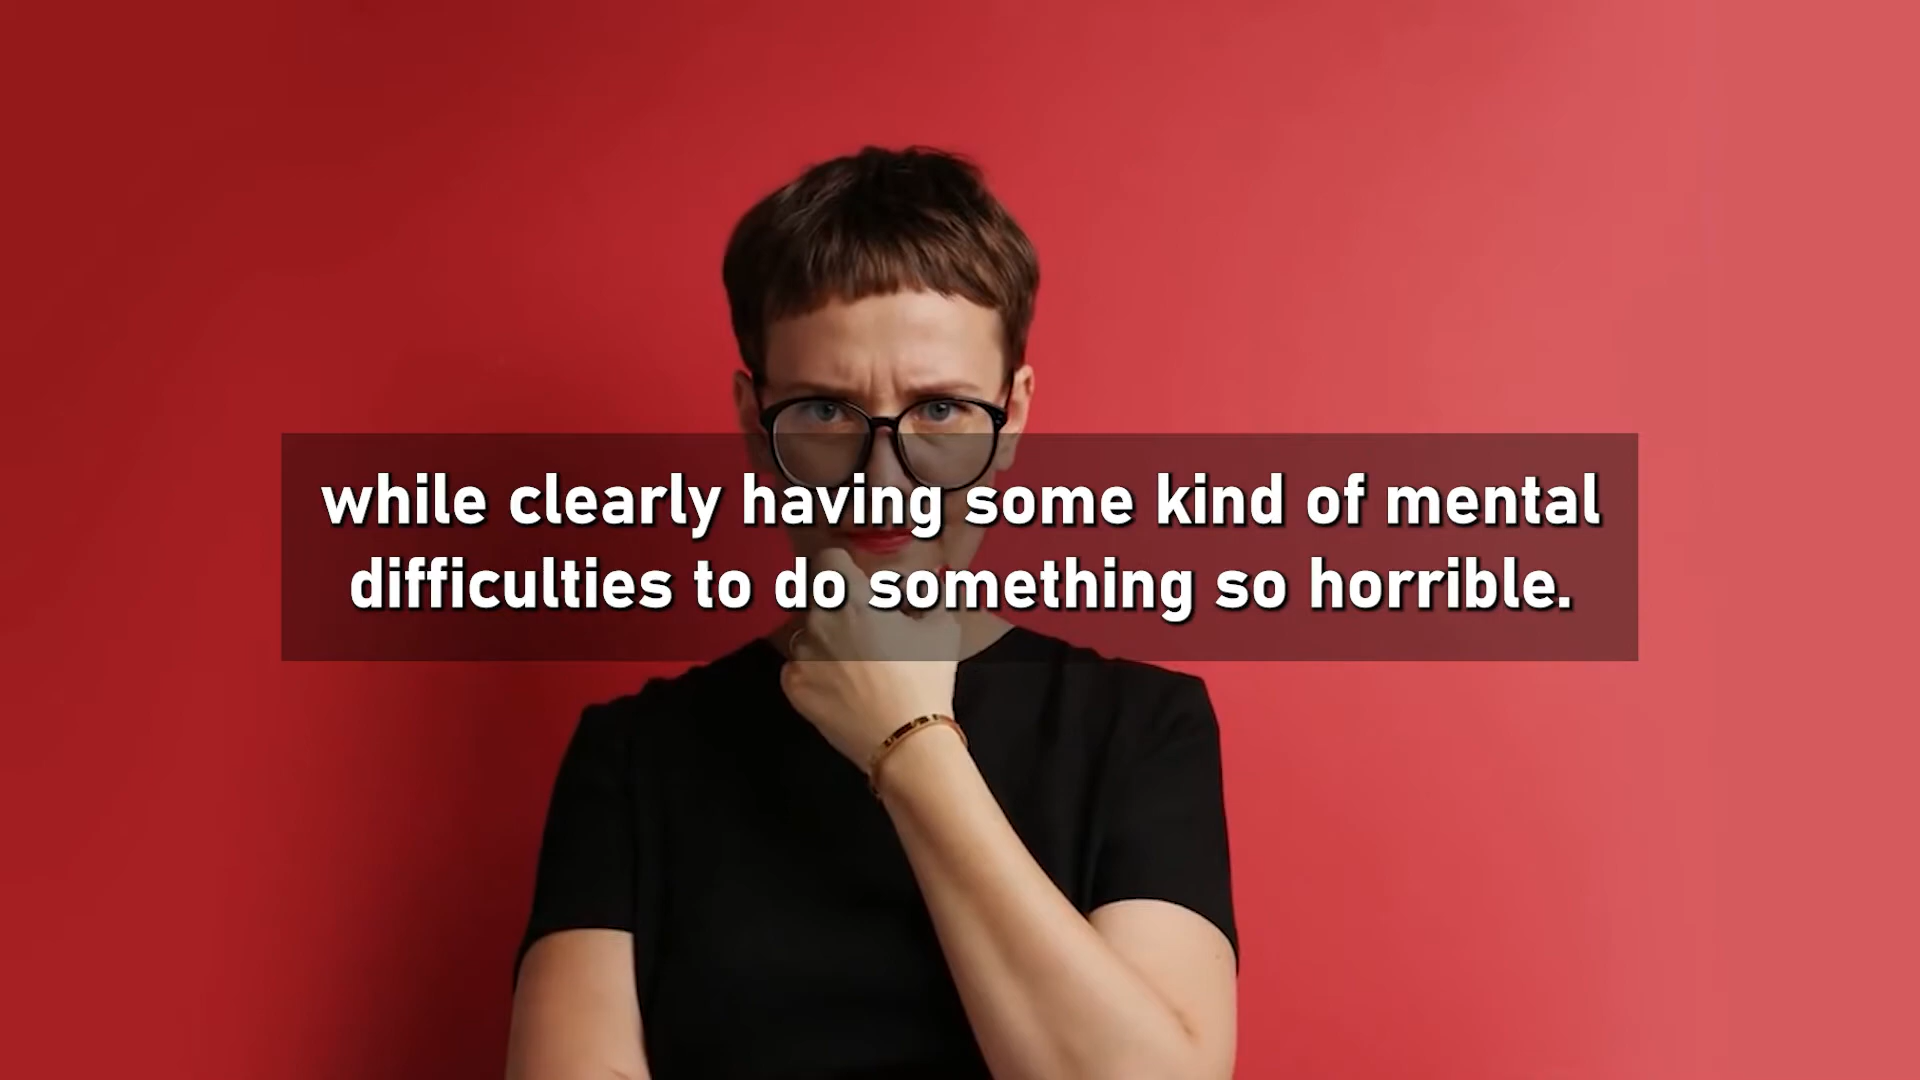 while clearly having some kind of mental
difficulties to do something so horrible.